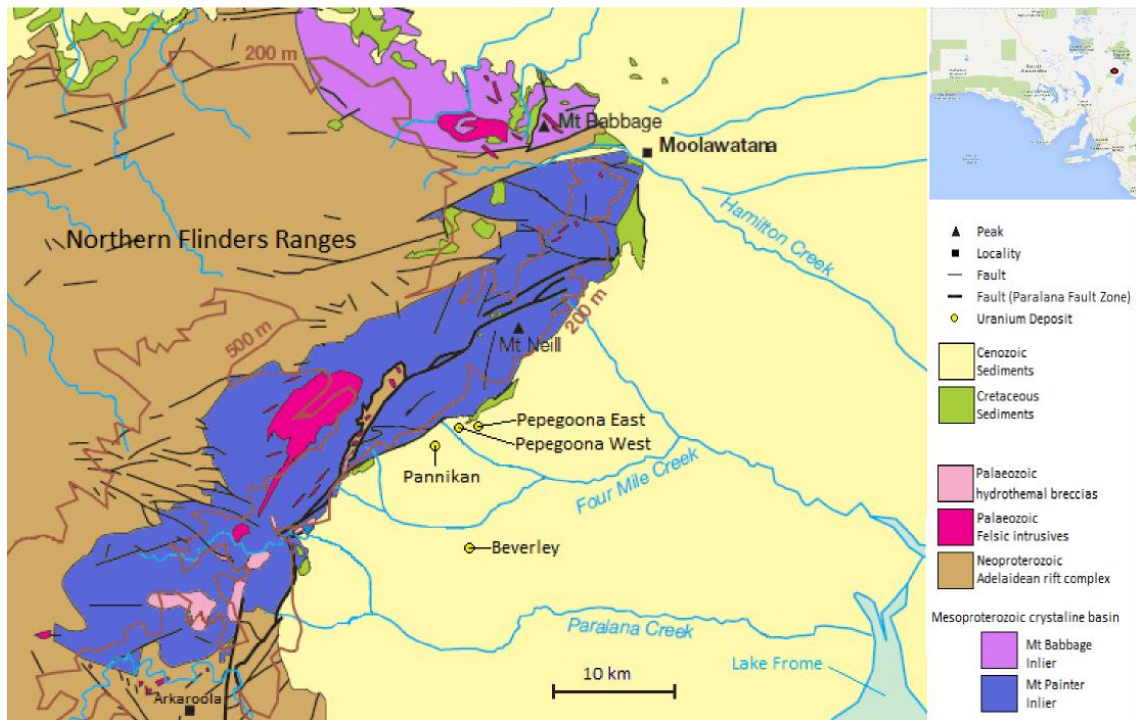 200 m
Mt Babbage
Moolawatana
Hamilton Creek
Northern Flinders Ranges
500 m
Mt Neill
200 m
Pepegoona East
Pepegoona West
Pannikan
Four Mile Creek
Beverley
Paralana Creek
Lake Frome
10 km
Arkaroola
Peak
Locality
Fault
Fault (Paralana Fault Zone)
Uranium Deposit
Cenozoic
Sediments
Cretaceous
Sediments
Palaeozoic
hydrothemal breccias
Palaeozoic
Felsic intrusives
Neoproterozoic
Adelaidean rift complex
Mesoproterozoic crystaline basin
Mt Babbage
Inlier
Mt Painter
Inlier